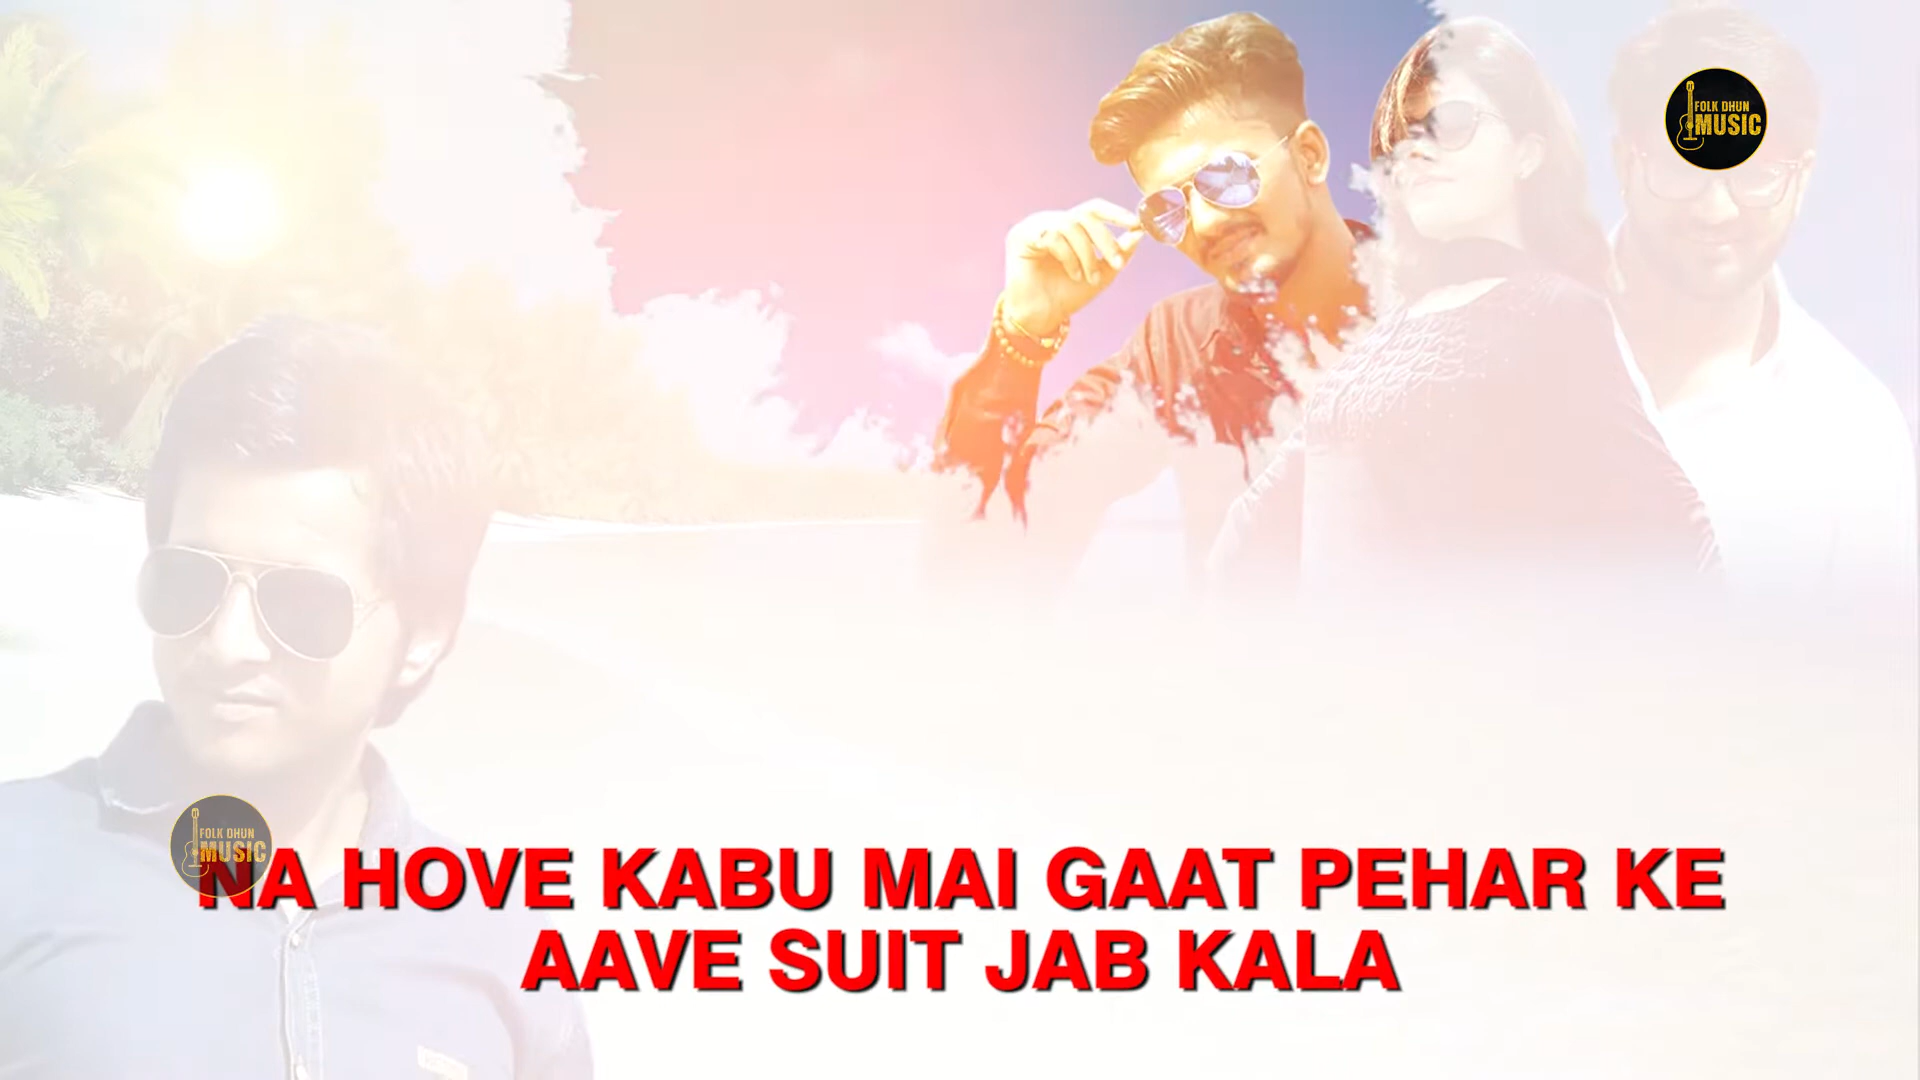 FOLK DHUN
MUSIC
FOLK DHUN
MUSIC
NA HOVE KABU MAI GAAT PEHAR KE
AAVE SUIT JAB KALA